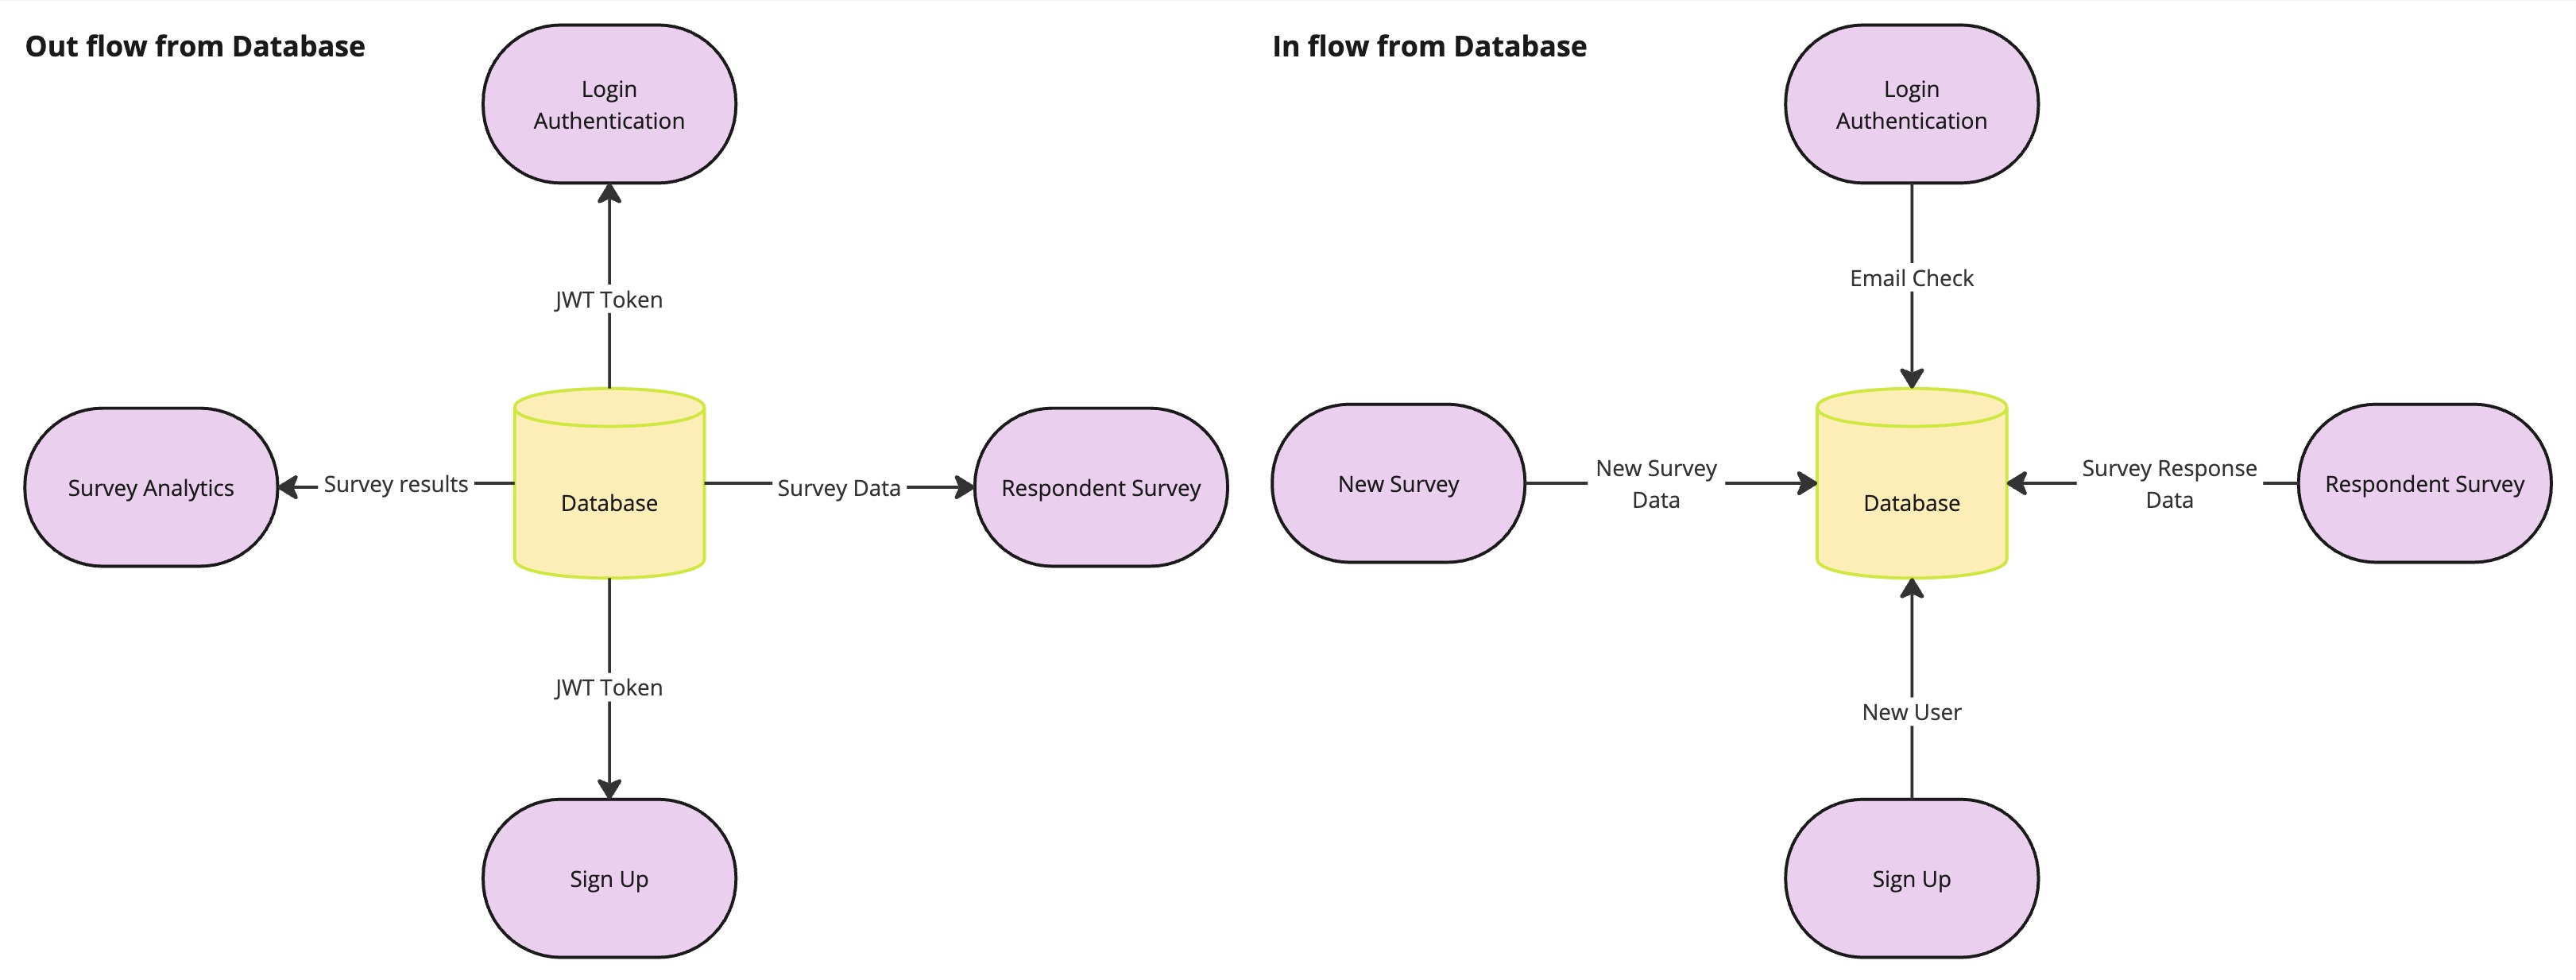 Out flow from Database
Login
Authentication
JWT Token
Survey Analytics
Survey results
Database
Survey Data
Respondent Survey
JWT Token
Sign Up
In flow from Database
Login
Authentication
Email Check
New Survey
New Survey
Data
Database
Survey Response
Data
Respondent Survey
New User
Sign Up